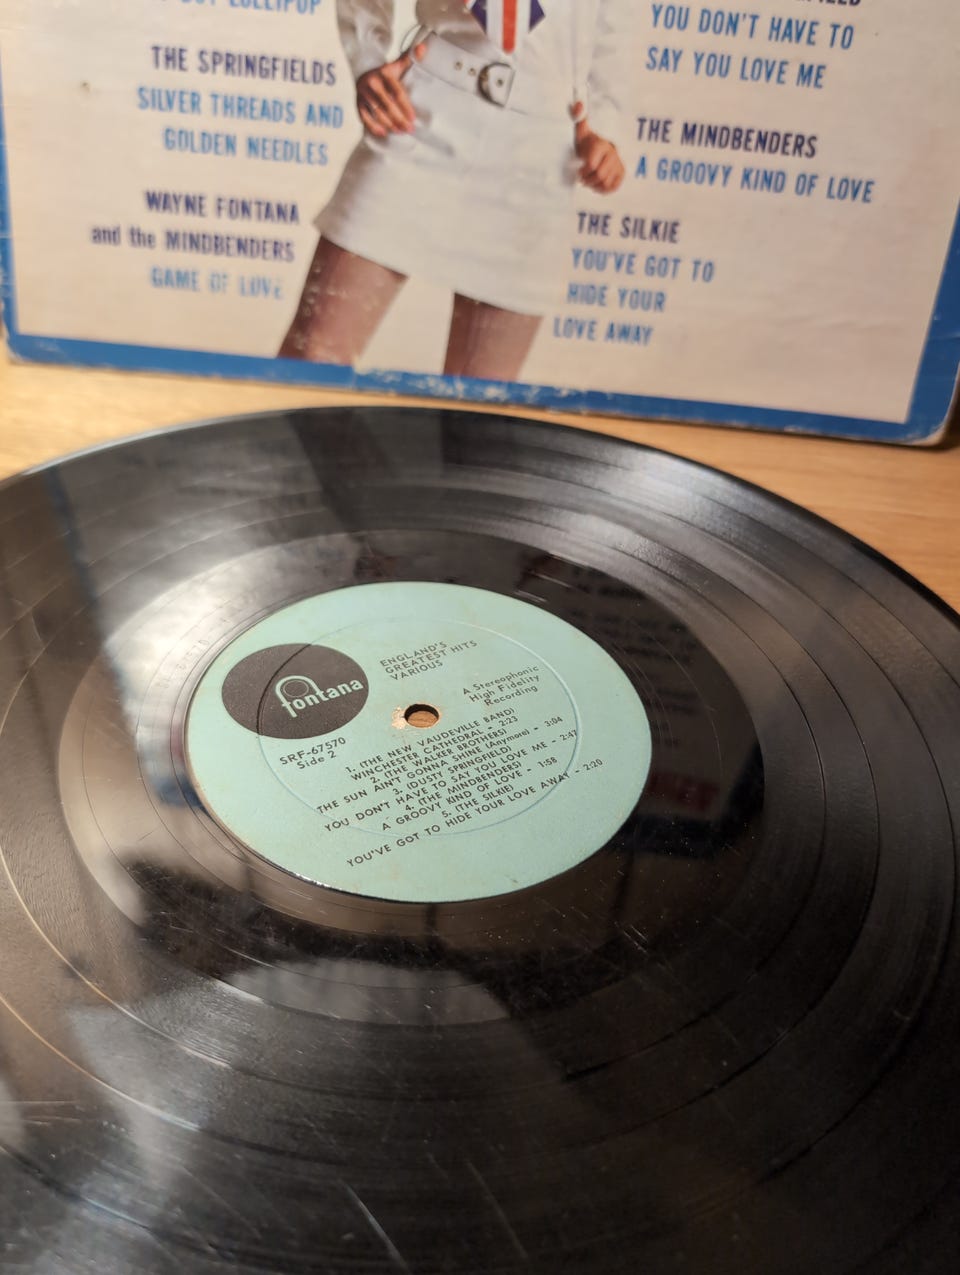 LOLLIPOP
THE SPRINGFIELDS
SILVER THREADS AND
GOLDEN NEEDLES
WAYNE FONTANA
and the MINDBENDERS
GAME OF LOVE
YOU DON'T HAVE TO
SAY YOU LOVE ME
THE MINDBENDERS
A GROOVY KIND OF LOVE
THE SILKIE
YOU'VE GOT TO
HIDE YOUR
LOVE AWAY
fontana
ENGLAND'S
GREATEST HITS
VARIOUS
A Stereophonic
High Fidelity
Recording
SRF-67570
Side 2
1. (THE NEW VAUDEVILLE BAND)
WINCHESTER CATHEDRAL - 2:23
2. (THE WALKER BROTHERS)
THE SUN AIN'T GONNA SHINE (Anymore) - 3:04
3. (DUSTY SPRINGFIELD)
YOU DON'T HAVE TO SAY YOU LOVE ME - 2:47
4. (THE MINDBENDERS)
A GROOVY KIND OF LOVE - 1:58
5. (THE SILKIE)
YOU'VE GOT TO HIDE YOUR LOVE AWAY - 2:20